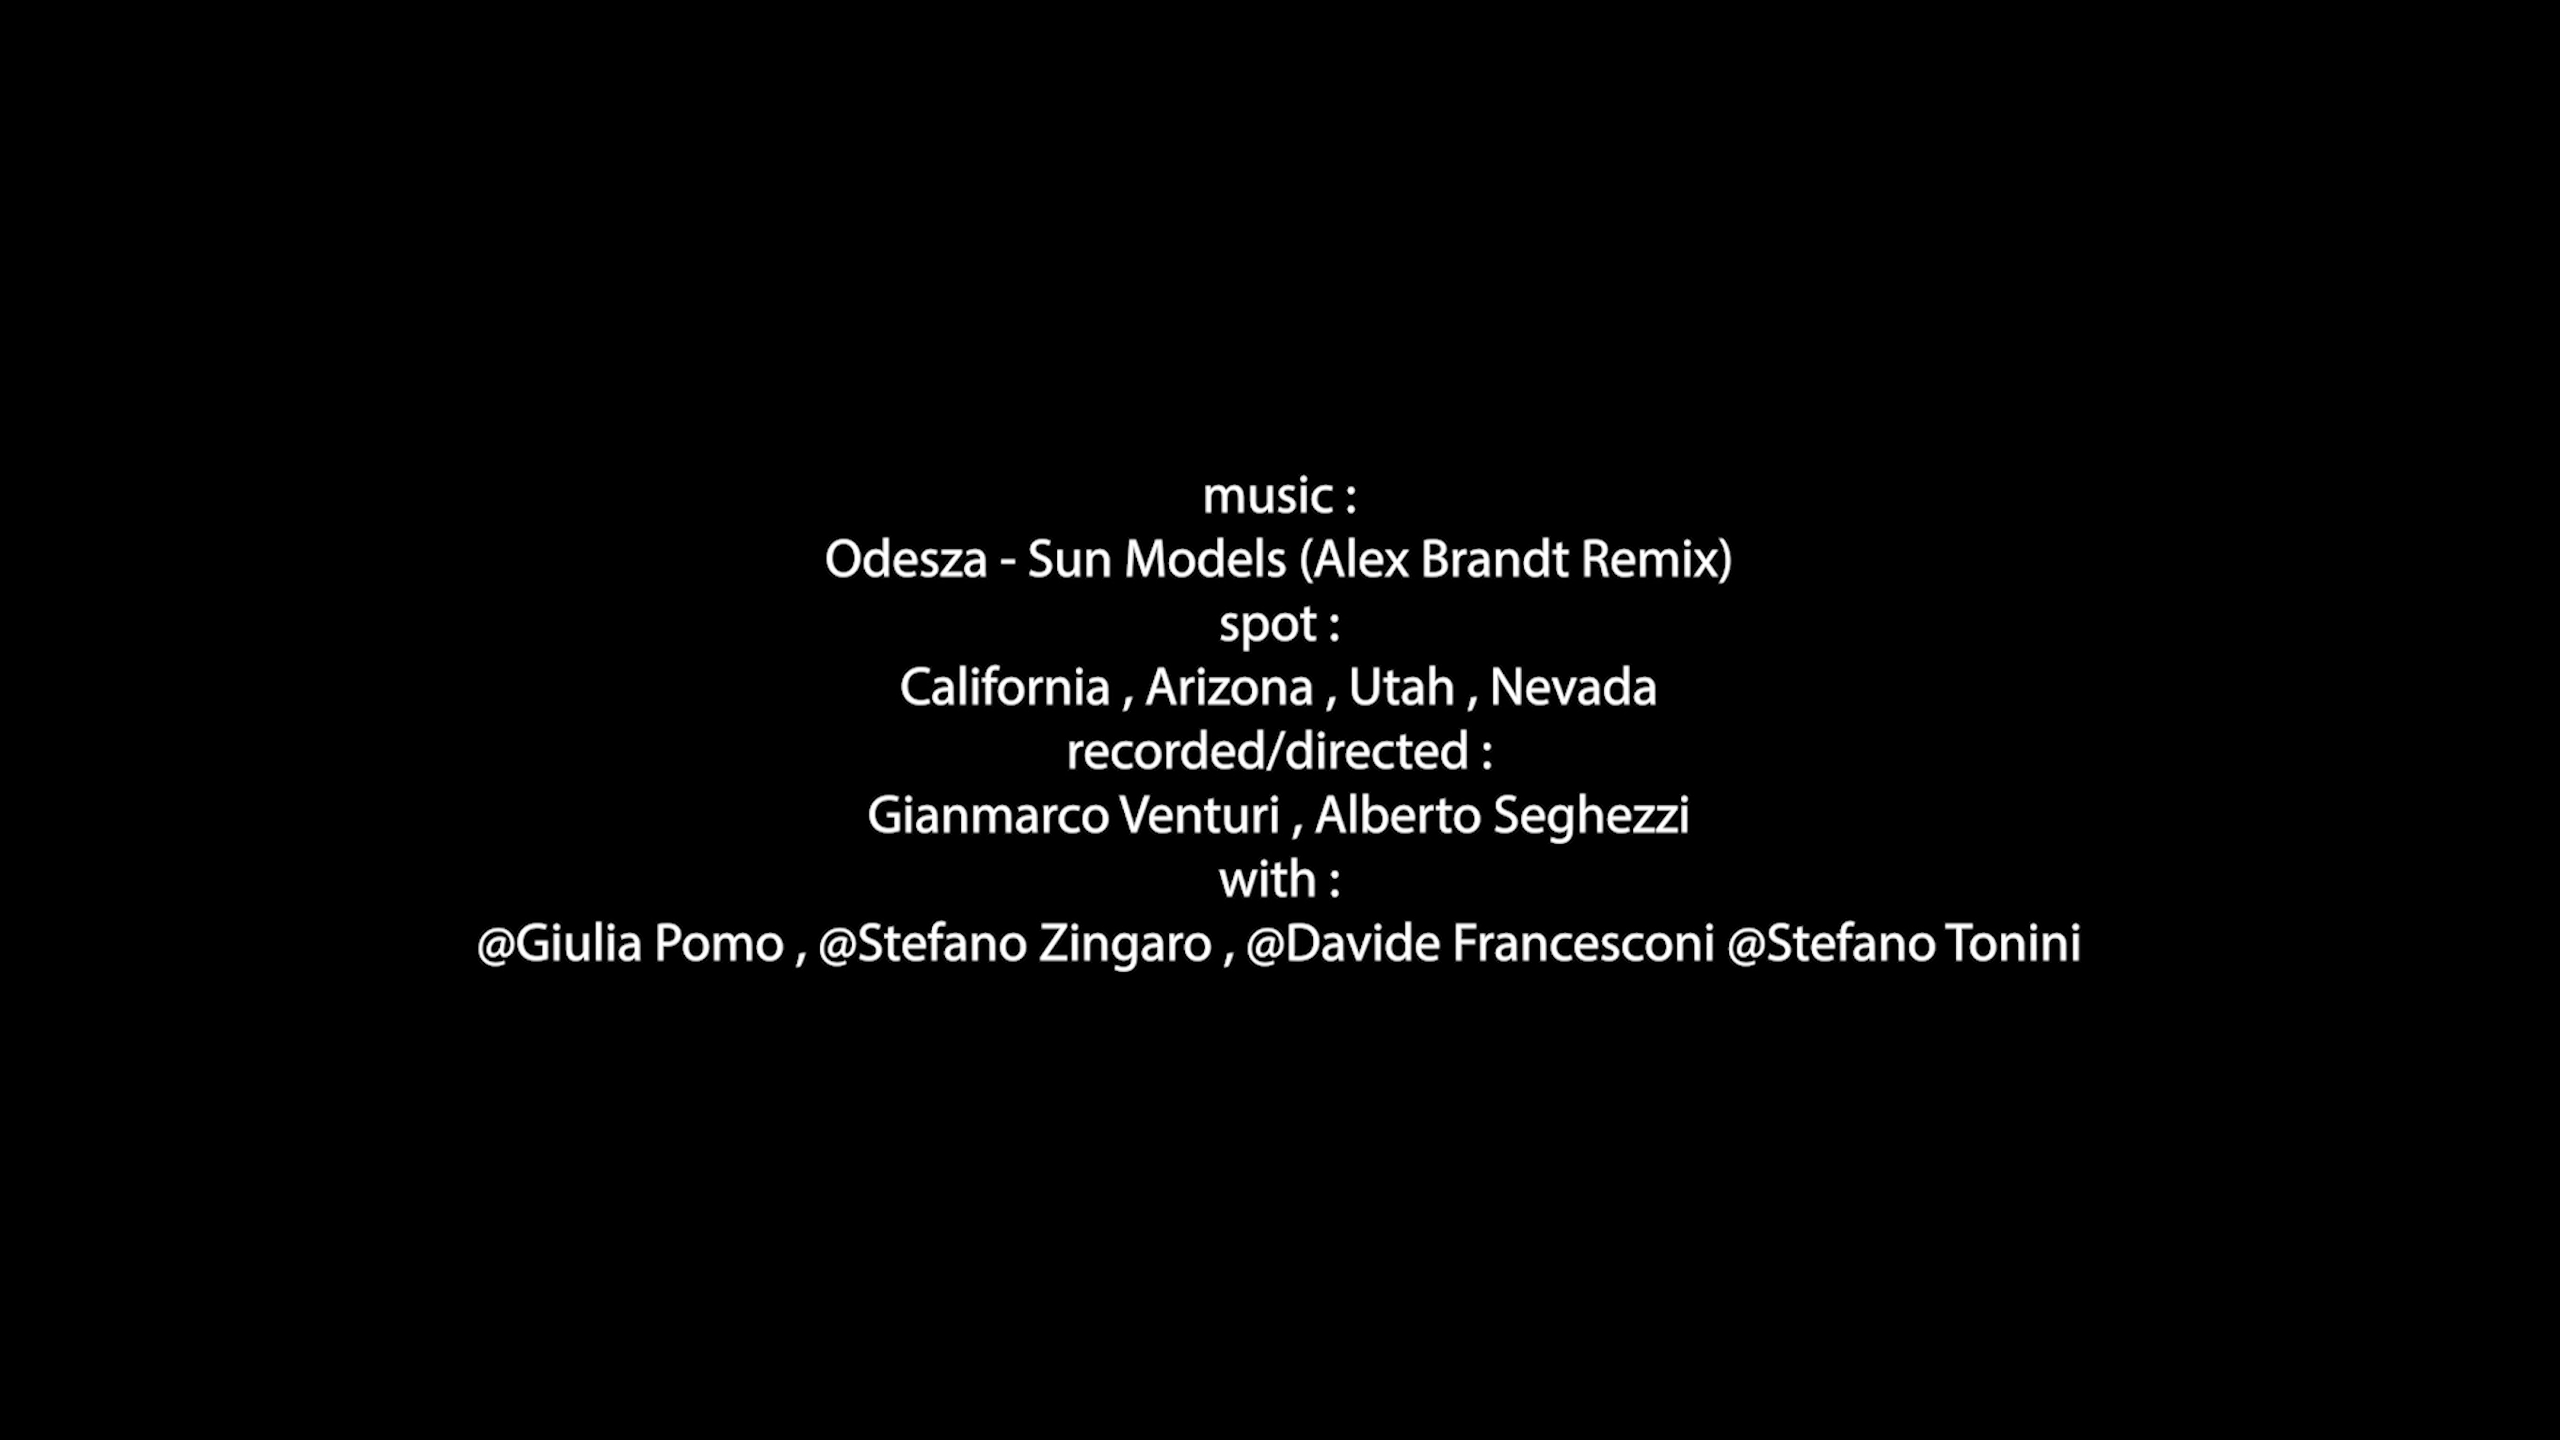 music :
Odesza - Sun Models (Alex Brandt Remix)
spot :
California , Arizona , Utah , Nevada
recorded/directed :
Gianmarco Venturi , Alberto Seghezzi
with :
@Giulia Pomo , @Stefano Zingaro , @Davide Francesconi @Stefano Tonini